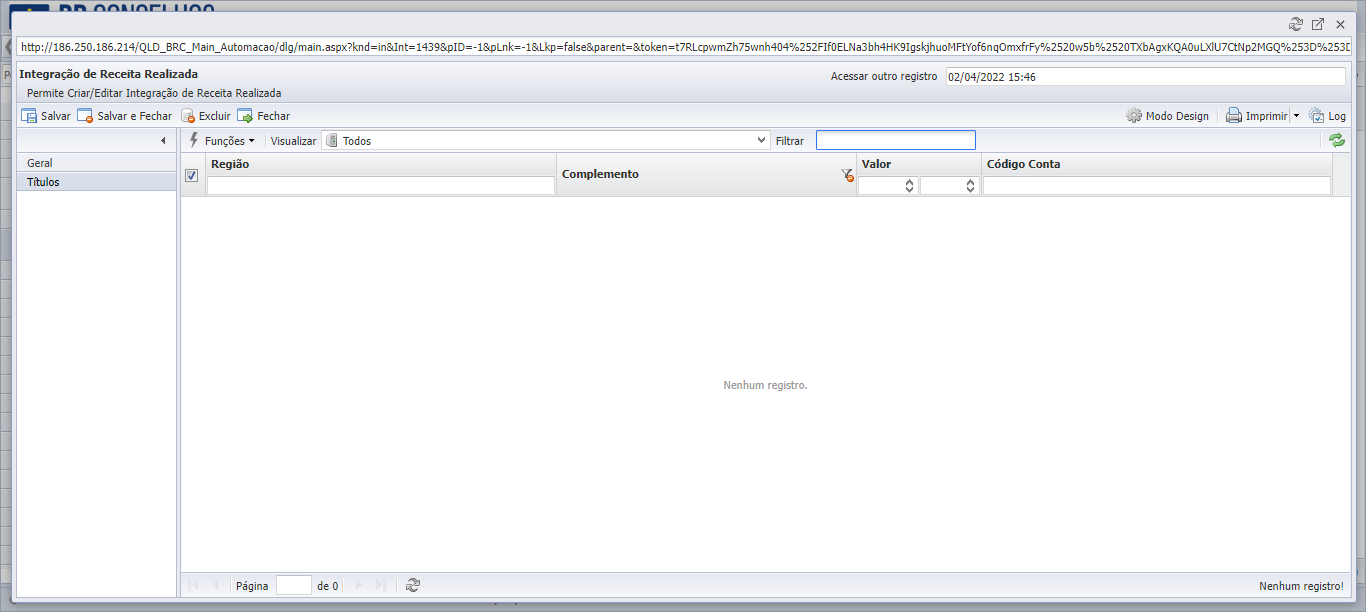 BR CONSELHOS
http://186.250.186.214/QLD_BRC_Main_Automacao/dlg/main.aspx?knd=in&Int=1439&pID=-1&pLnk=-1&Lkp=false&parent=&token=t7RLcpwmZh75wnh404%252FIf0ELNa3bh4HK9IgskjhuoMFtYof6nqOmxfrFy%2520w5b%2520TXbAgxKQA0uLXlU7CtNp2MGQ%253D%253D
Integração de Receita Realizada
Acessar outro registro 02/04/2022 15:46
Permite Criar/Editar Integração de Receita Realizada
Salvar Salvar e Fechar Excluir Fechar Modo Design Imprimir Log
Funções Visualizar Todos Filtrar
Geral
Títulos
Região Complemento Valor Código Conta
Nenhum registro.
Página de 0 Nenhum registro!